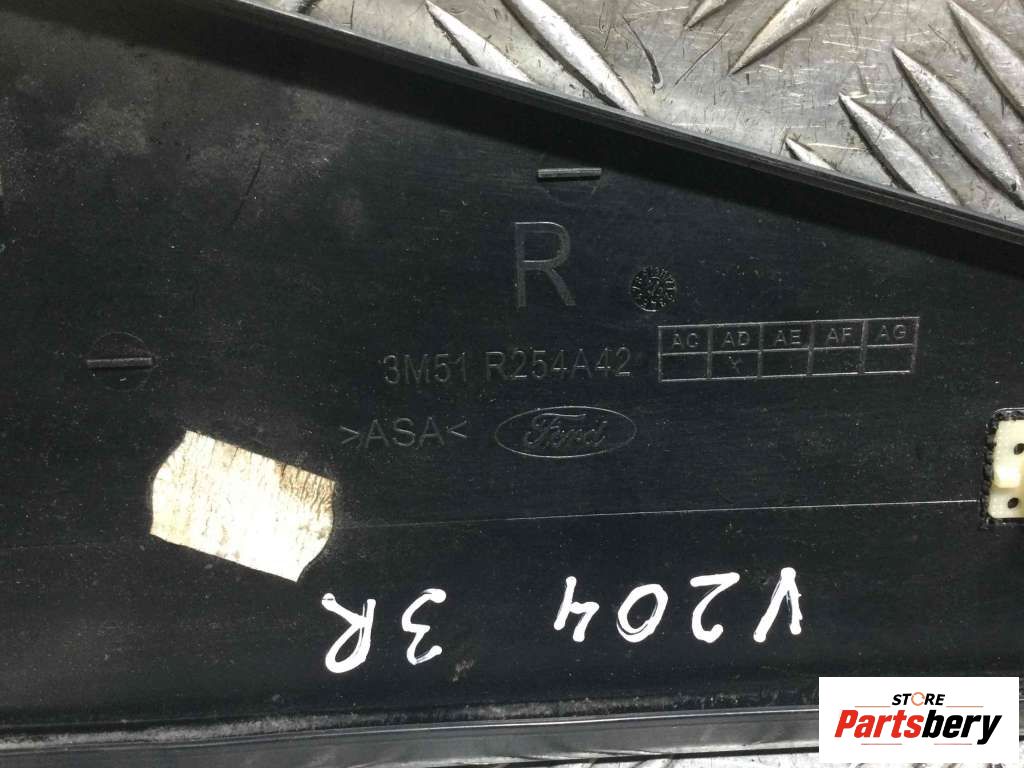 R
AC AD AE AF AG
X
3M51 R254A42
>ASA< Ford
V204 3R
STORE
Partsbery